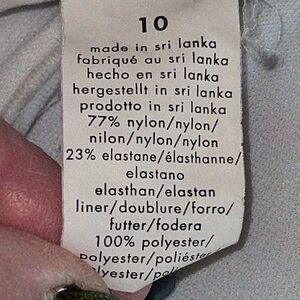 10
made in sri lanka
fabriqué au sri lanka
hecho en sri lanka
hergestellt in sri lanka
prodotto in sri lanka
77% nylon/nylon/
nilon/nylon/nylon
23% elastane/élasthanne/
elastano
elasthan/elastan
liner/doublure/forro/
futter/fodera
100% polyester/
polyester/poliéster/
polyester/